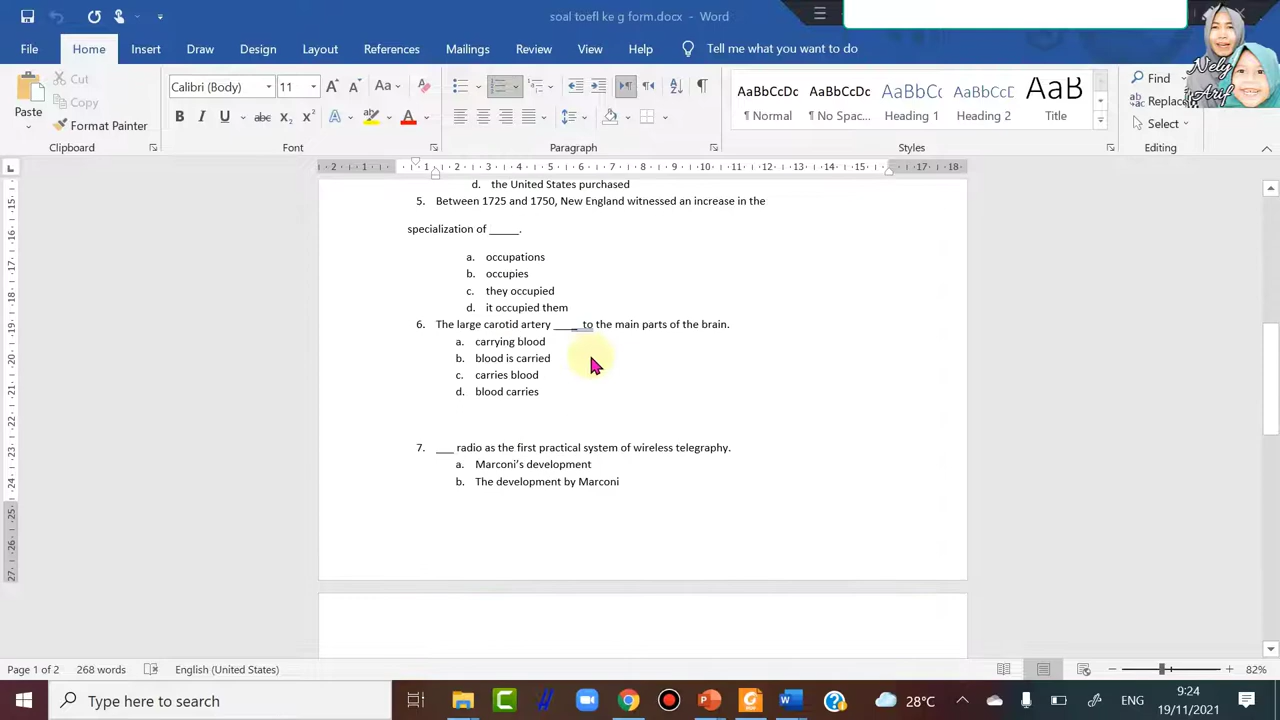 soal toefl ke g form.docx - Word
File Home Insert Draw Design Layout References Mailings Review View Help Tell me what you want to do
Paste Cut Copy Format Painter
Calibri (Body) 11
AaBbCcDc AaBbCcDc AaBbCc AaBbCcD AaB
¶ Normal ¶ No Spac... Heading 1 Heading 2 Title
Find
Replace
Select
Nely
Arif
Clipboard Font Paragraph Styles Editing
d. the United States purchased
5. Between 1725 and 1750, New England witnessed an increase in the
specialization of _____.
a. occupations
b. occupies
c. they occupied
d. it occupied them
6. The large carotid artery ____ to the main parts of the brain.
a. carrying blood
b. blood is carried
c. carries blood
d. blood carries
7. ___ radio as the first practical system of wireless telegraphy.
a. Marconi’s development
b. The development by Marconi
Page 1 of 2 268 words English (United States) 82%
Type here to search 28°C ENG 9:24
19/11/2021